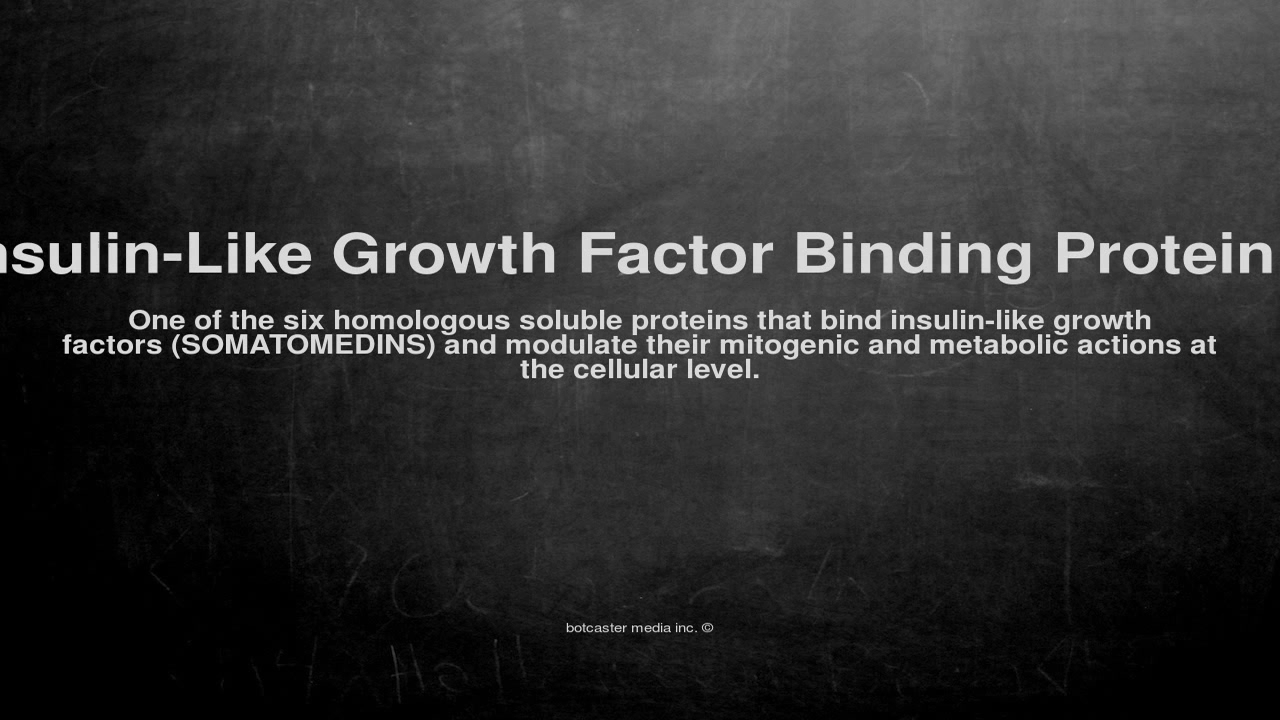 nsulin-Like Growth Factor Binding Protein
One of the six homologous soluble proteins that bind insulin-like growth
factors (SOMATOMEDINS) and modulate their mitogenic and metabolic actions at
the cellular level.
botcaster media inc. ©